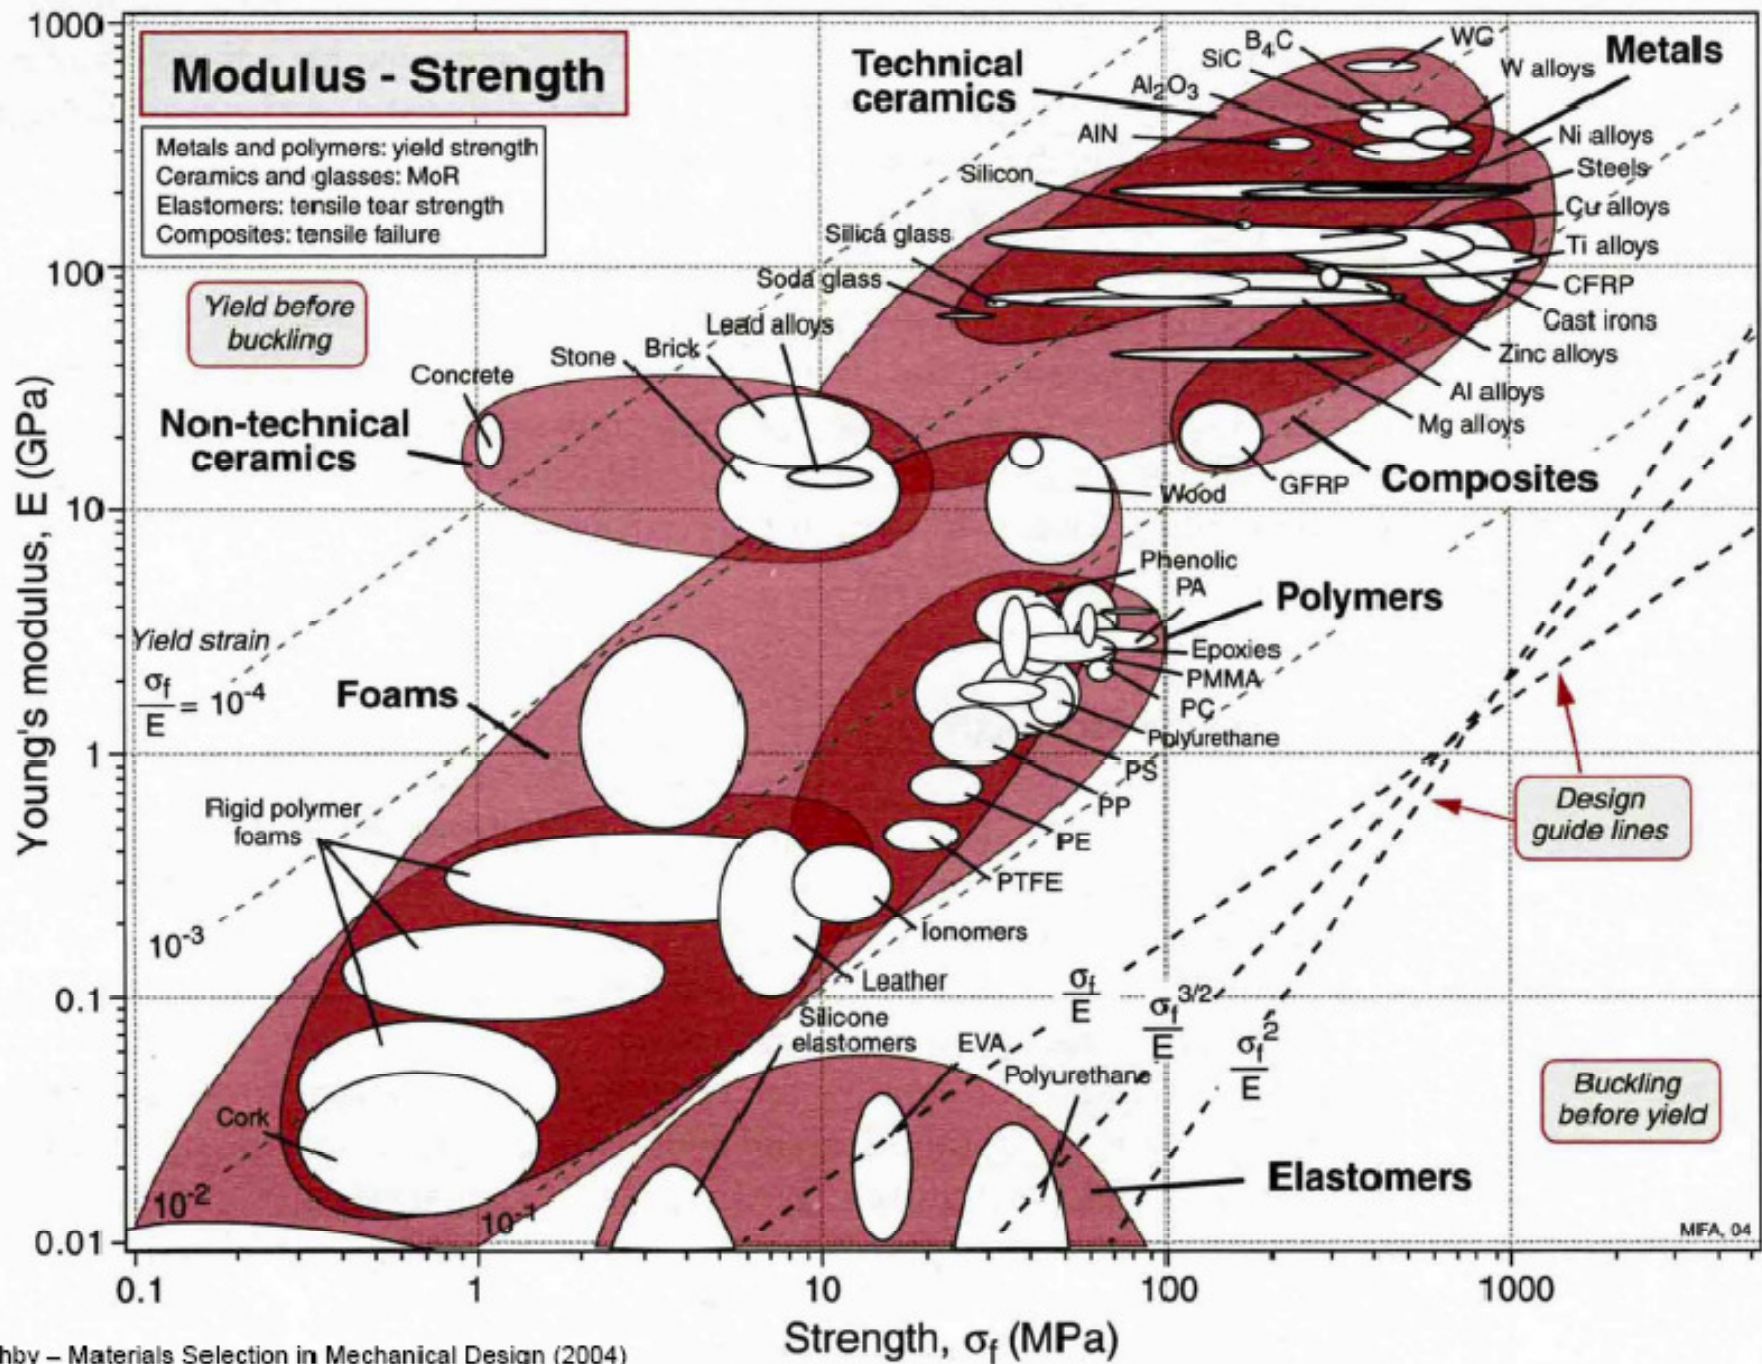 1000
Modulus - Strength
Metals and polymers: yield strength
Ceramics and glasses: MoR
Elastomers: tensile tear strength
Composites: tensile failure
Technical
ceramics
B₄C
SiC
Al₂O₃
AlN
WC
W alloys
Metals
Ni alloys
Steels
Cu alloys
Ti alloys
CFRP
Cast irons
Zinc alloys
Al alloys
Mg alloys
Silicon
Silica glass
Soda glass
100
Yield before
buckling
Lead alloys
Brick
Stone
Concrete
Non-technical
ceramics
GFRP
Composites
Wood
10
Phenolic
PA
Polymers
Epoxies
PMMA
PC
Polyurethane
PS
PP
PE
PTFE
Ionomers
Leather
Yield strain
σf/E = 10⁻⁴
Foams
1
Rigid polymer
foams
Design
guide lines
10⁻³
0.1
σf/E
σf^3/2/E
σf²/E
Silicone
elastomers
EVA
Polyurethane
Buckling
before yield
Cork
Elastomers
10⁻²
10⁻¹
MFA, 04
0.01
0.1
1
10
100
1000
Young's modulus, E (GPa)
Strength, σf (MPa)
hby – Materials Selection in Mechanical Design (2004)